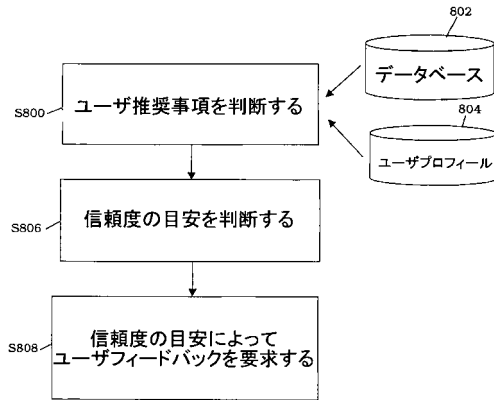 802
データベース
S800
ユーザ推奨事項を判断する
804
ユーザプロフィール
S806
信頼度の目安を判断する
S808
信頼度の目安によって
ユーザフィードバックを要求する